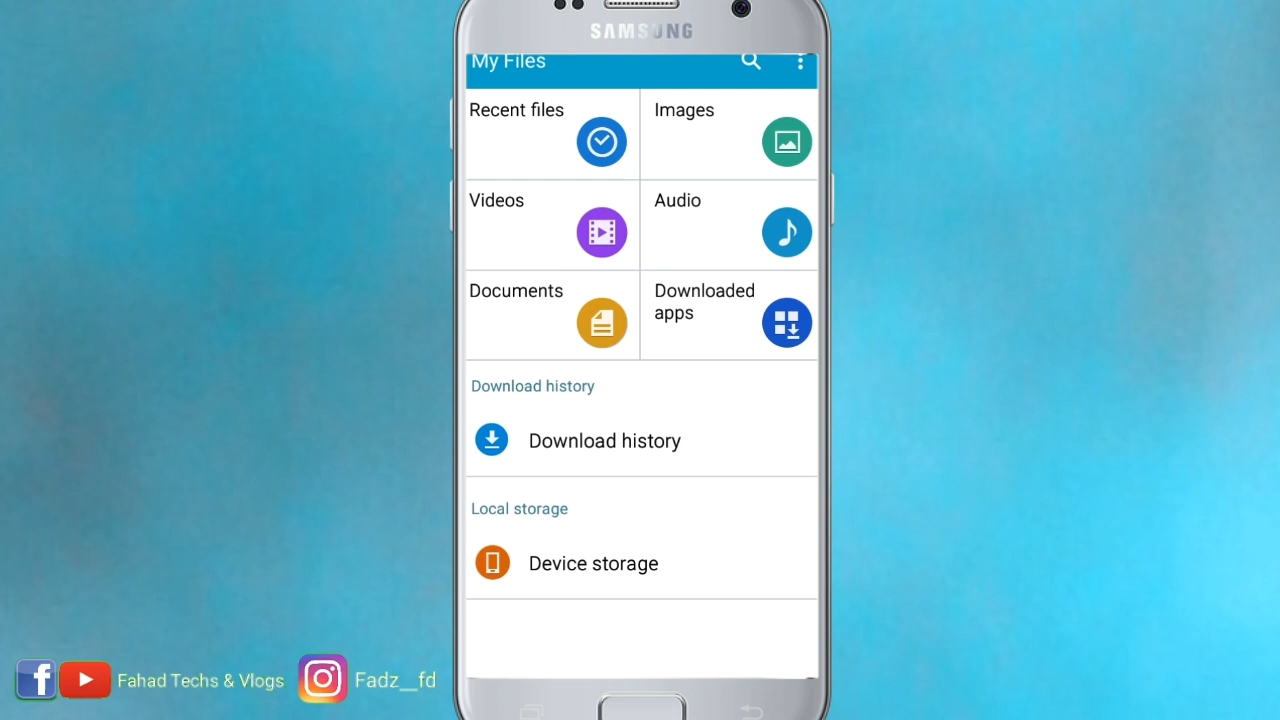 SAMSUNG
My Files
Recent files
Images
Videos
Audio
Documents
Downloaded
apps
Download history
Download history
Local storage
Device storage
Fahad Techs & Vlogs
Fadz__fd